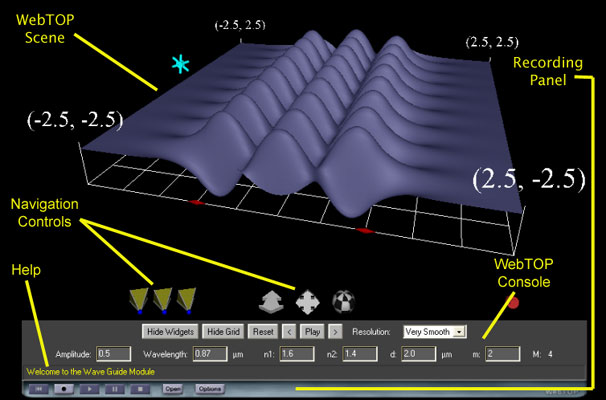 WebTOP
Scene
(-2.5, 2.5)
(2.5, 2.5)
Recording
Panel
(-2.5, -2.5)
(2.5, -2.5)
Navigation
Controls
Help
WebTOP
Console
Hide Widgets Hide Grid Reset < Play > Resolution: Very Smooth
Amplitude: 0.5 Wavelength: 0.87 µm n1: 1.6 n2: 1.4 d: 2.0 µm m: 2 M: 4
Welcome to the Wave Guide Module
Open Options